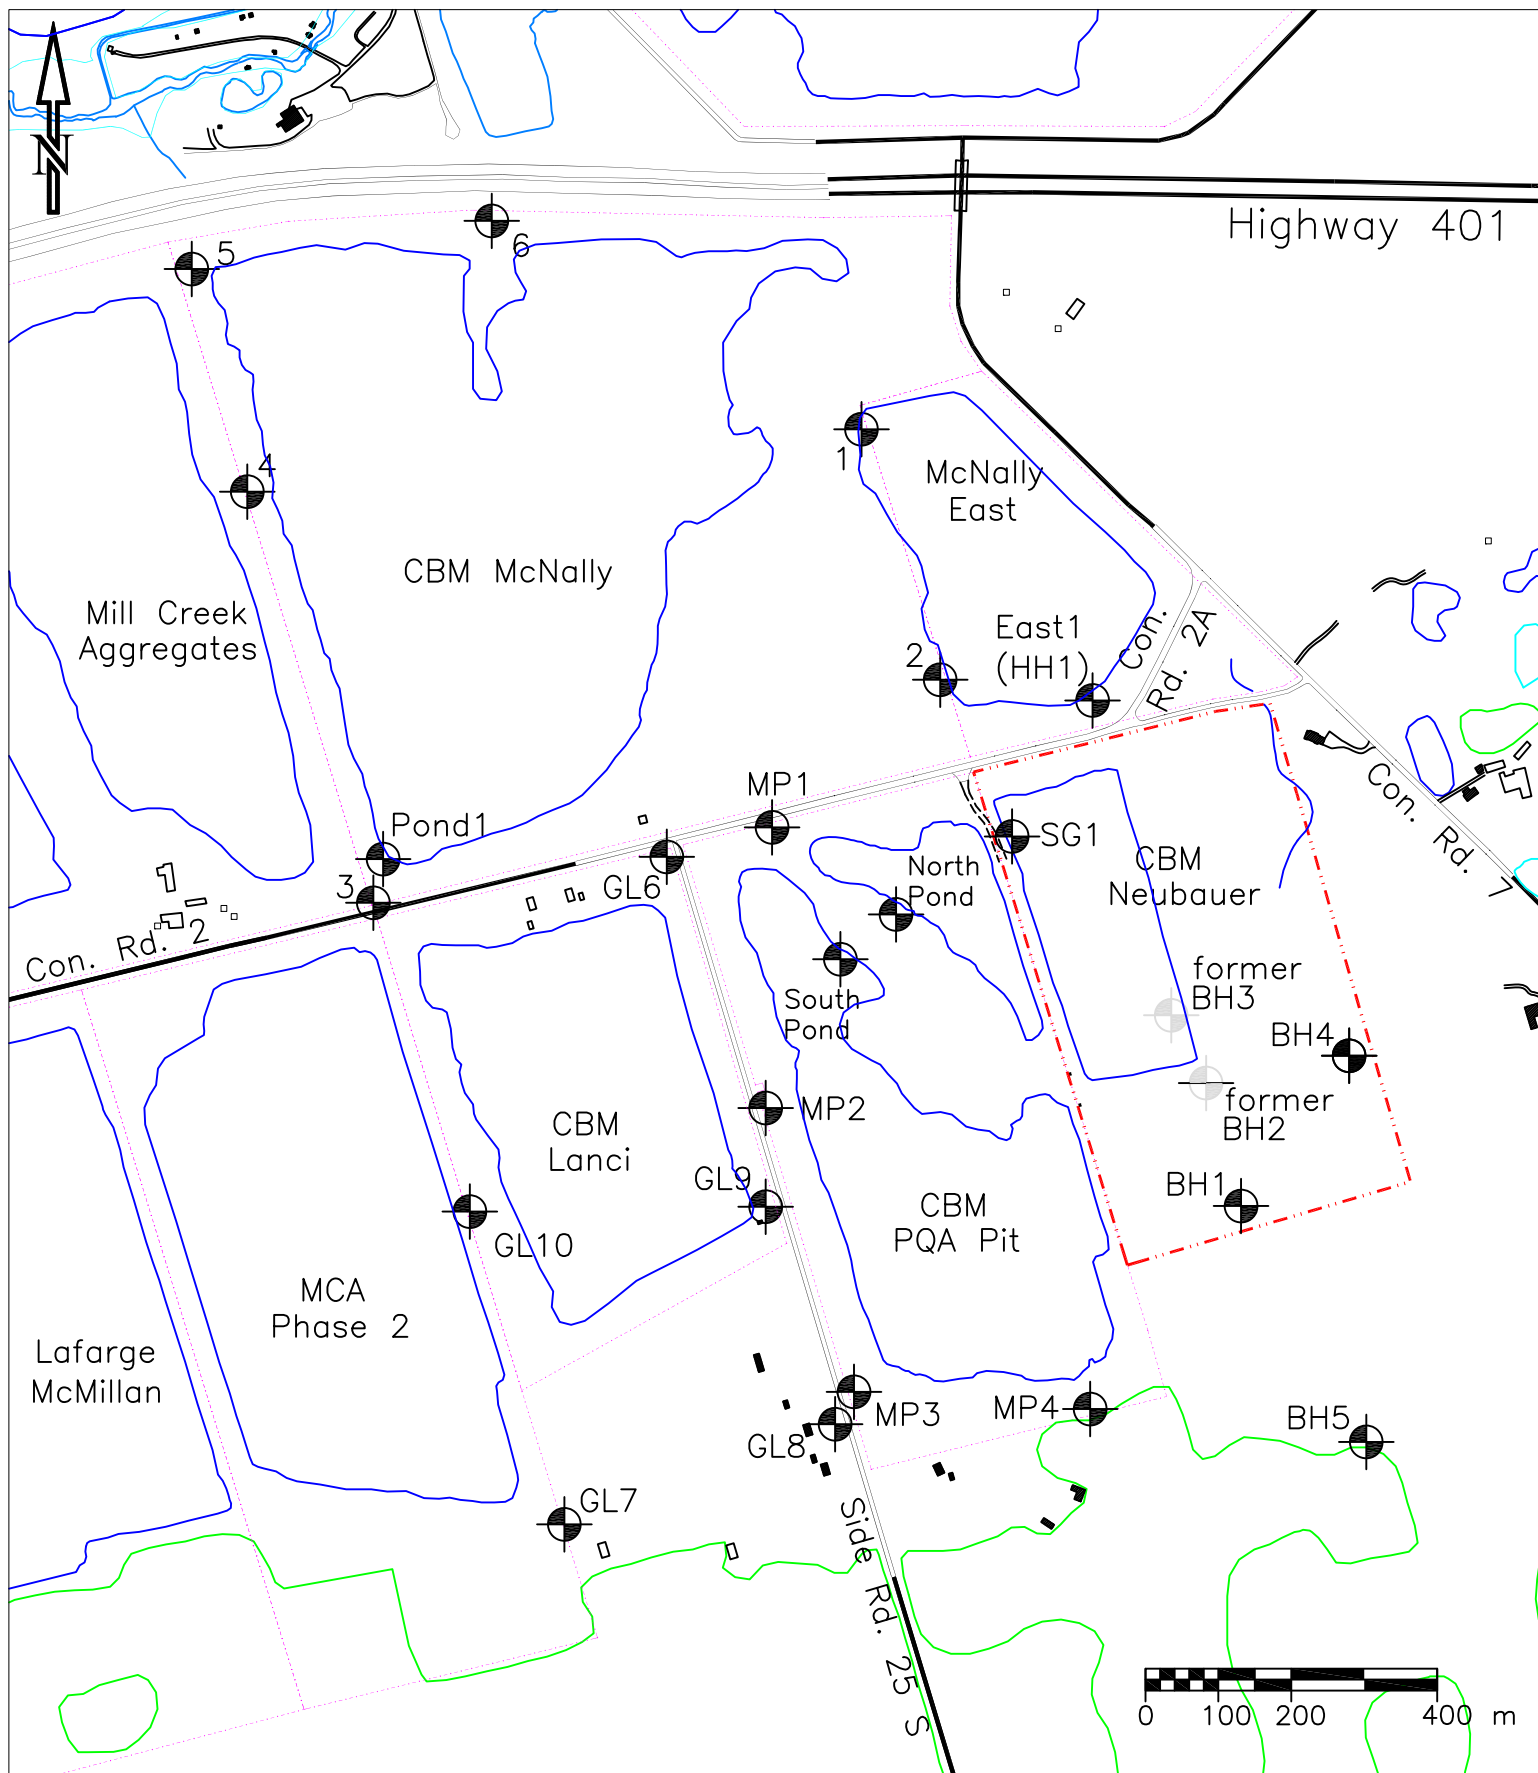 N
Highway 401
5
6
1
4
McNally
East
CBM McNally
Mill Creek
Aggregates
East1
(HH1)
2
Con.
Rd. 2A
MP1
Pond1
SG1
North
Pond
CBM
Neubauer
Con. Rd. 7
3
GL6
Con. Rd. 2
South
Pond
former
BH3
BH4
former
BH2
MP2
CBM
Lanci
GL9
BH1
CBM
PQA Pit
GL10
MCA
Phase 2
Lafarge
McMillan
MP3
MP4
BH5
GL8
GL7
Side Rd. 25 S
0 100 200 400 m